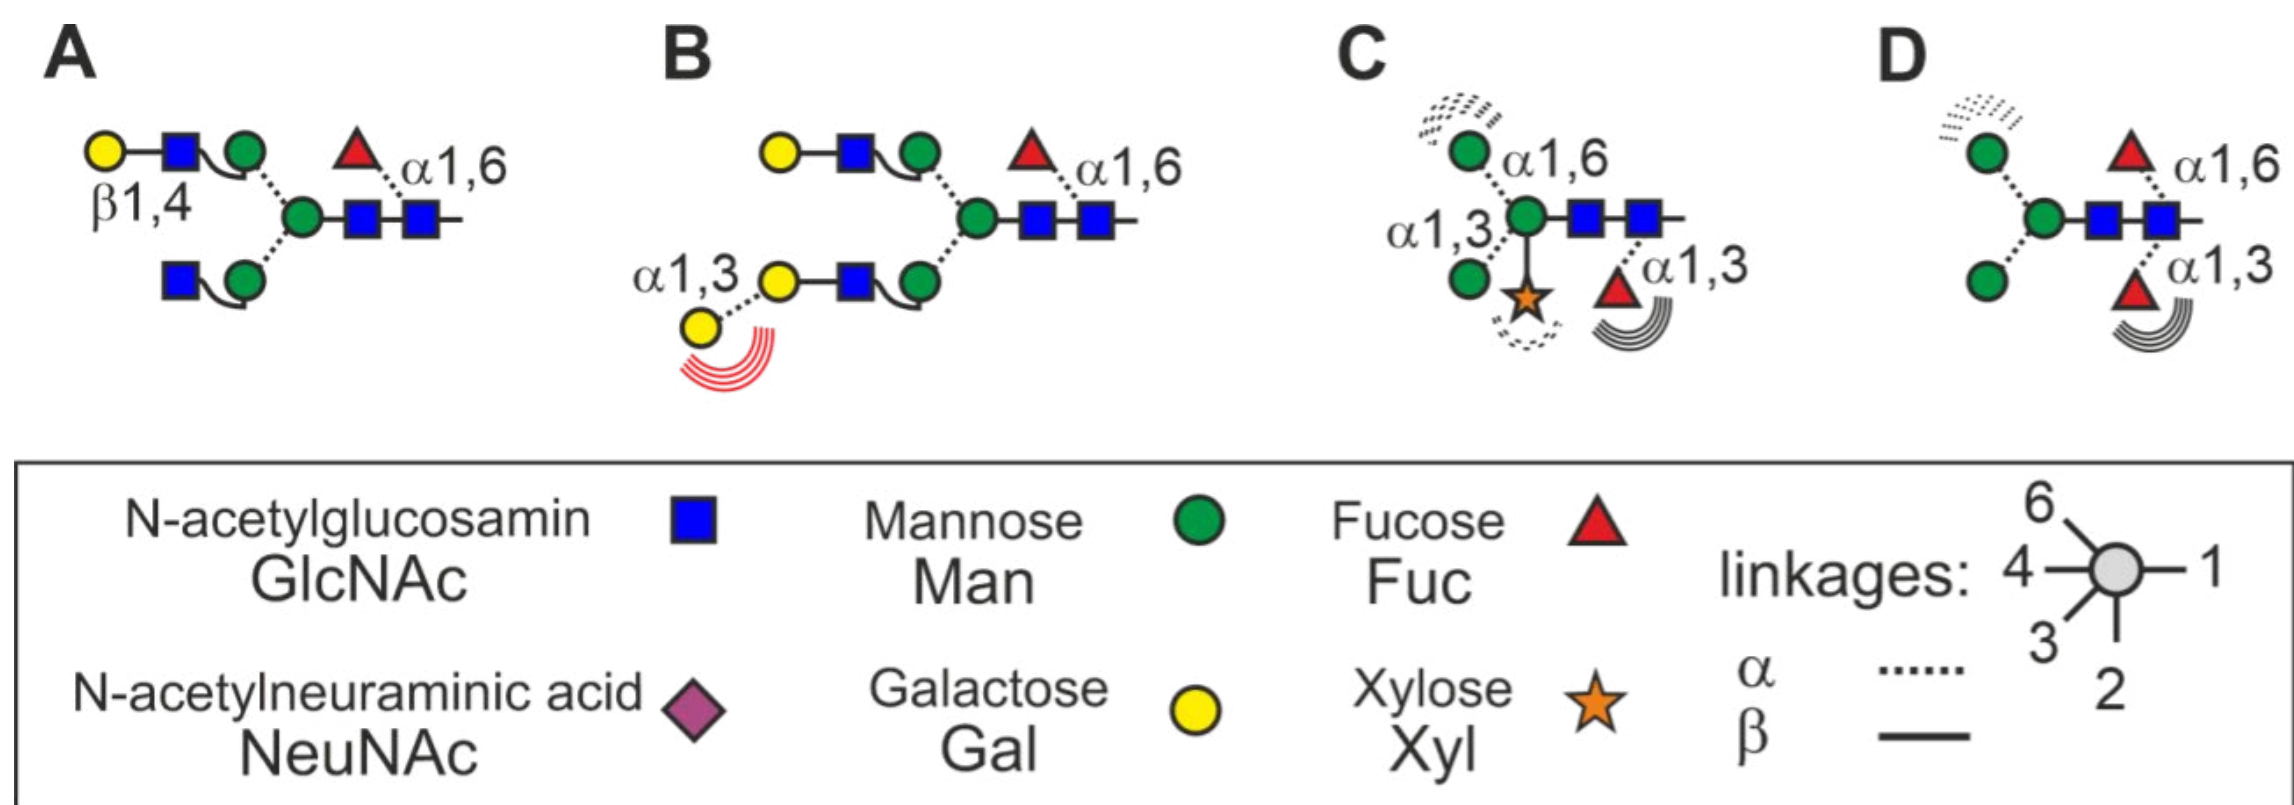 A
B
C
D
α1,6
β1,4
α1,6
α1,3
α1,6
α1,3
α1,3
α1,6
α1,3
N-acetylglucosamin
GlcNAc
Mannose
Man
Fucose
Fuc
linkages:
6
4
1
3
2
α
β
N-acetylneuraminic acid
NeuNAc
Galactose
Gal
Xylose
Xyl